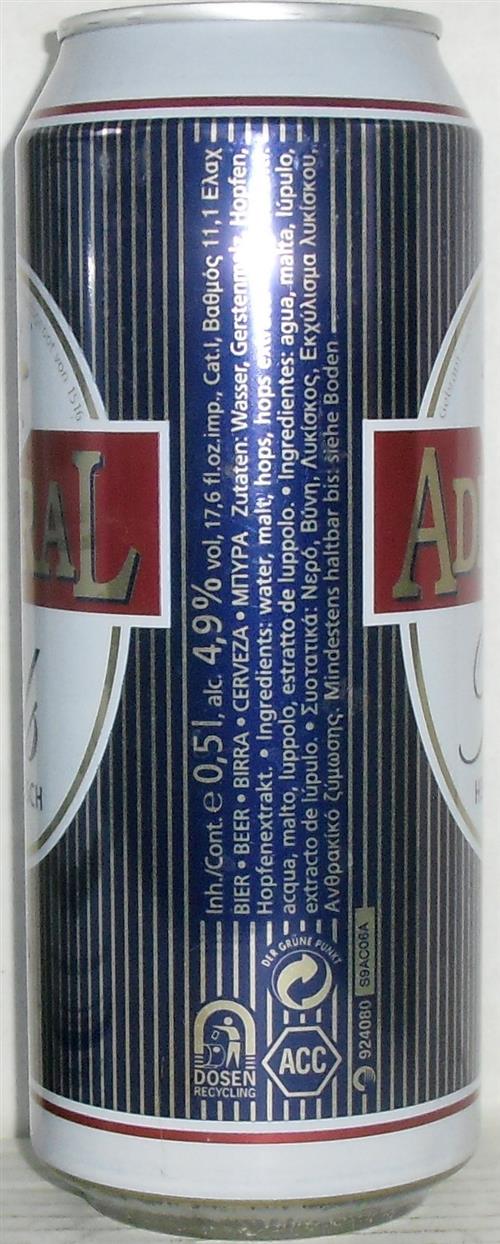 Inh./Cont. e 0,5 l, alc. 4,9% vol, 17,6 fl.oz.imp., Cat.I, Βαθμός 11,1 Ελαχ
BIER • BEER • BIRRA • CERVEZA • ΜΠΥΡΑ Zutaten: Wasser, Gerstenmalz, Hopfen,
Hopfenextrakt. • Ingredients: water, malt, hops, hops
acqua, malto, luppolo, estratto de luppolo. • Ingredientes: agua, malta, lúpulo,
extracto de lúpulo. • Συστατικά: Νερό, Βύνη, Λυκίσκος, Εκχύλισμα λυκίσκου,
Ανθρακικό ζύμωσης. Mindestens haltbar bis: siehe Boden
RAL
AD
von 1516
CH
H
DER GRÜNE PUNKT
DOSEN
RECYCLING
ACC
924080 S9AC06A